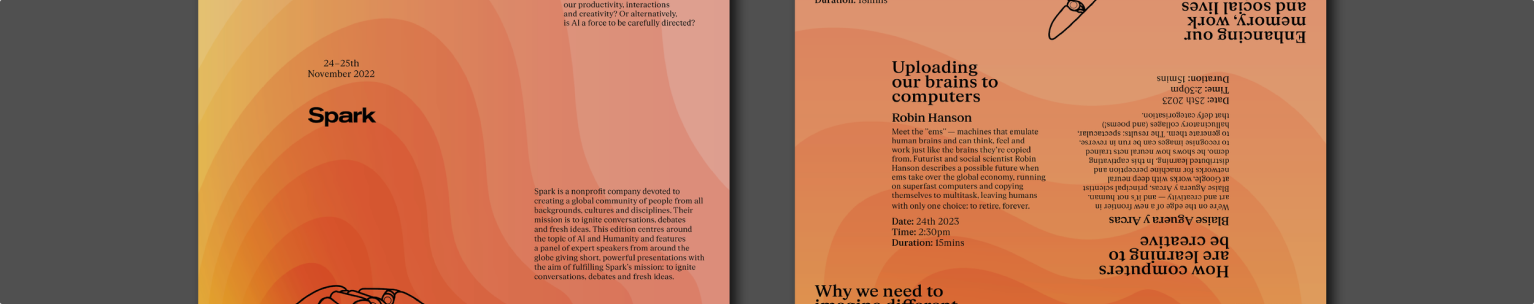 our productivity, interactions
and creativity? Or alternatively,
is AI a force to be carefully directed?
24–25th
November 2022
Spark
Spark is a nonprofit company devoted to
creating a global community of people from all
backgrounds, cultures and disciplines. Their
mission is to ignite conversations, debates
and fresh ideas. This edition centres around
the topic of AI and Humanity and features
a panel of expert speakers from around the
globe giving short, powerful presentations with
the aim of fulfilling Spark's mission: to ignite
conversations, debates and fresh ideas.
Duration: 18mins
Uploading
our brains to
computers
Robin Hanson
Meet the "ems" — machines that emulate
human brains and can think, feel and
work just like the brains they're copied
from. Futurist and social scientist Robin
Hanson describes a possible future when
ems take over the global economy, running
on superfast computers and copying
themselves to multitask, leaving humans
with only one choice: to retire, forever.
Date: 24th 2023
Time: 2:30pm
Duration: 15mins
Why we need to
imagine different
Enhancing our
memory, work
and social lives
How computers
are learning to
be creative
Blaise Aguera y Arcas
We're on the edge of a new frontier in
art and creativity — and it's not human.
Blaise Aguera y Arcas, principal scientist
at Google, works with deep neural
networks for machine perception and
distributed learning. In this captivating
demo, he shows how neural nets trained
to recognise images can be run in reverse,
to generate them. The results: spectacular,
hallucinatory collages (and poems!)
that defy categorisation.
Date: 25th 2023
Time: 2:30pm
Duration: 15mins